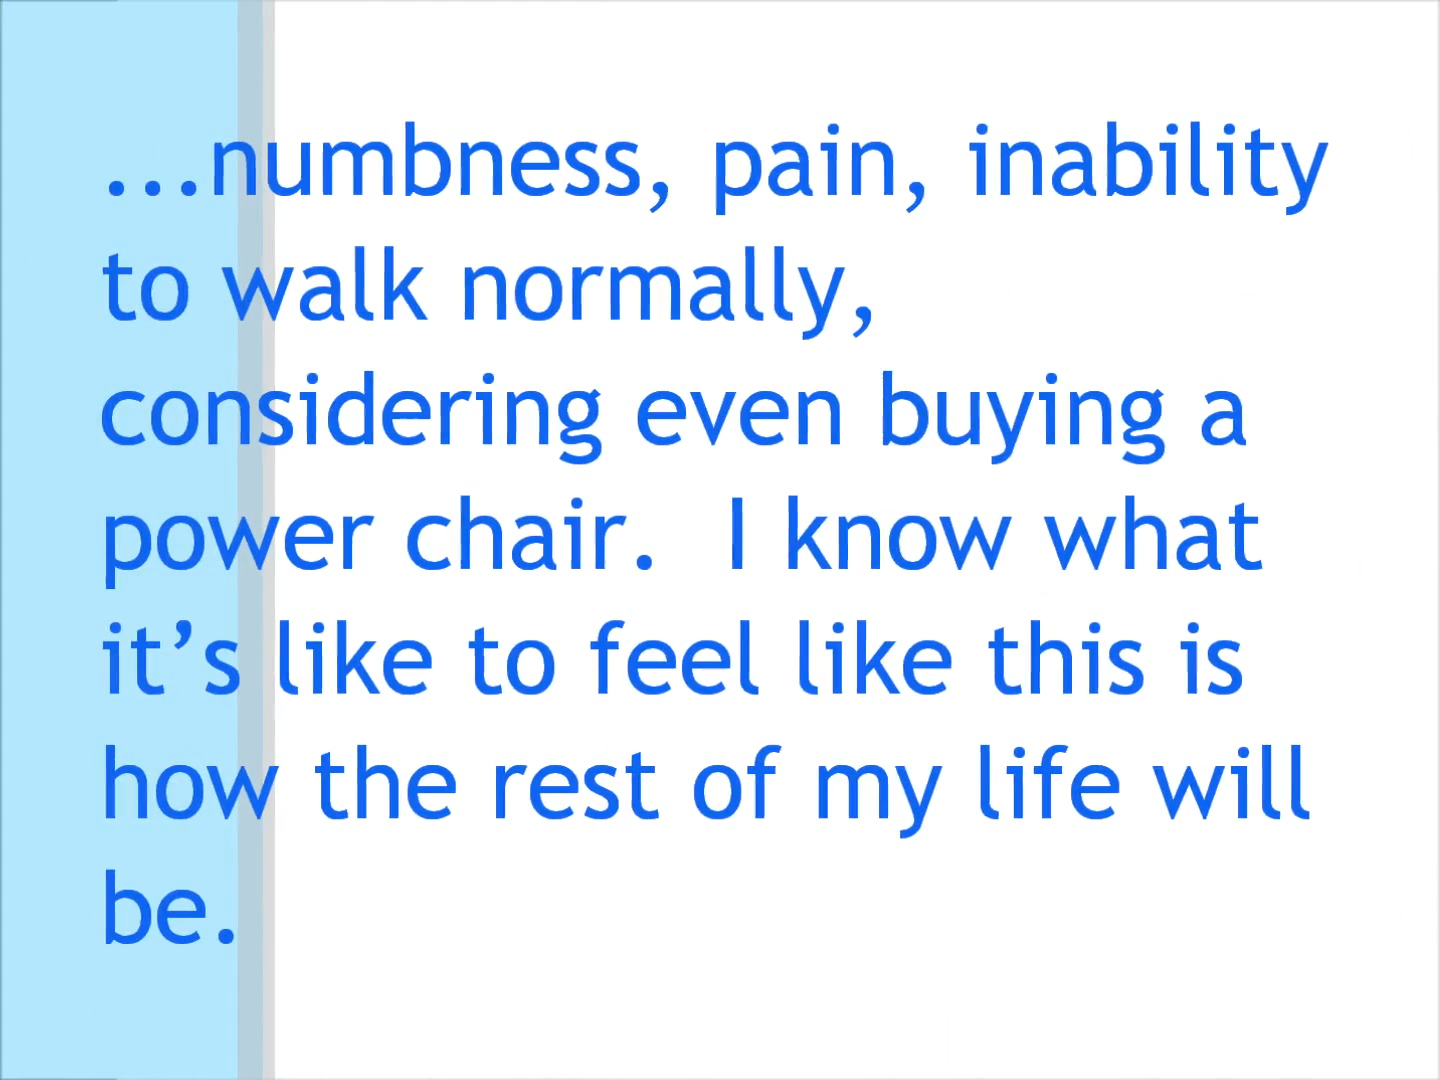 ...numbness, pain, inability
to walk normally,
considering even buying a
power chair.  I know what
it’s like to feel like this is
how the rest of my life will
be.